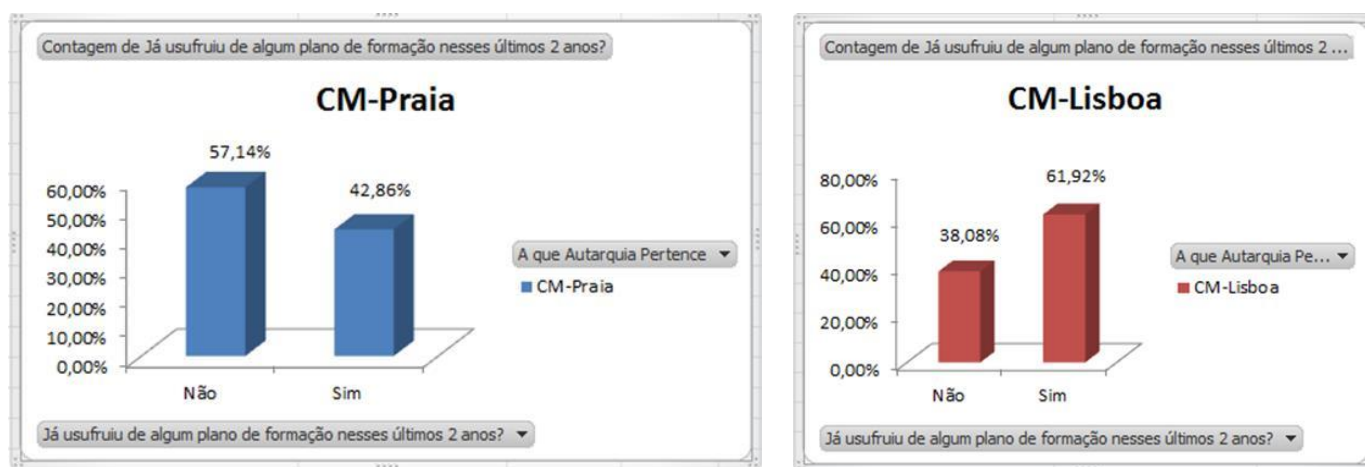 Contagem de Já usufruiu de algum plano de formação nesses últimos 2 anos?
CM-Praia
57,14%
42,86%
60,00%
50,00%
40,00%
30,00%
20,00%
10,00%
0,00%
Não Sim
A que Autarquia Pertence
CM-Praia
Já usufruiu de algum plano de formação nesses últimos 2 anos?
Contagem de Já usufruiu de algum plano de formação nesses últimos 2 ...
CM-Lisboa
61,92%
38,08%
80,00%
60,00%
40,00%
20,00%
0,00%
Não Sim
A que Autarquia Pe...
CM-Lisboa
Já usufruiu de algum plano de formação nesses últimos 2 anos?